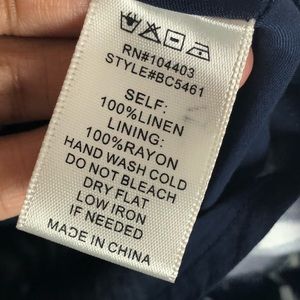 RN#104403
STYLE#BC5461
SELF:
100%LINEN
LINING:
100%RAYON
HAND WASH COLD
DO NOT BLEACH
DRY FLAT
LOW IRON
IF NEEDED
MADE IN CHINA